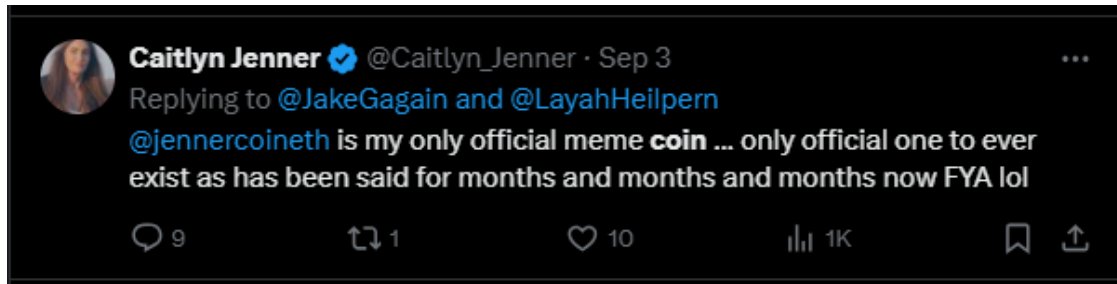 Caitlyn Jenner @Caitlyn_Jenner · Sep 3
Replying to @JakeGagain and @LayahHeilpern
@jennercoineth is my only official meme coin ... only official one to ever
exist as has been said for months and months and months now FYA lol
9 1 10 1K